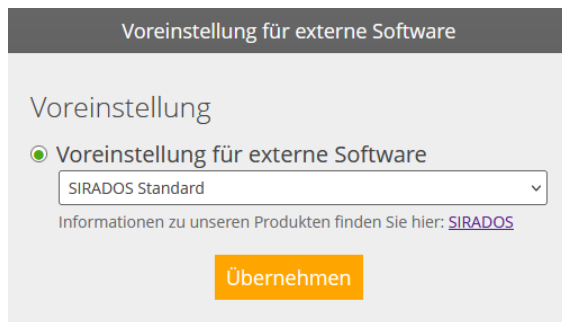 Voreinstellung für externe Software
Voreinstellung
Voreinstellung für externe Software
SIRADOS Standard
Informationen zu unseren Produkten finden Sie hier: SIRADOS
Übernehmen